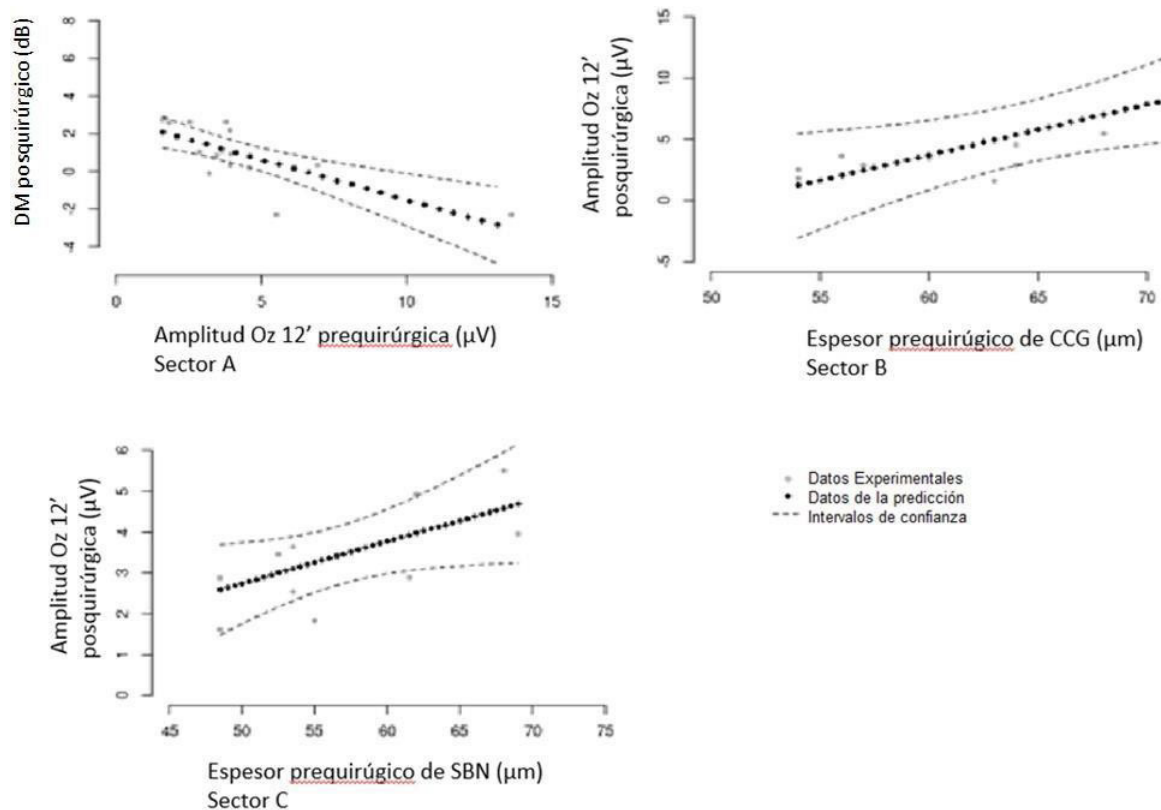 DM posquirúrgico (dB)
8
6
4
2
0
-2
-4
0 5 10 15
Amplitud Oz 12' prequirúrgica (µV)
Sector A
Amplitud Oz 12'
posquirúrgica (µV)
15
10
5
0
-5
50 55 60 65 70
Espesor prequirúgico de CCG (µm)
Sector B
Amplitud Oz 12'
posquirúrgica (µV)
6
5
4
3
2
1
0
45 50 55 60 65 70 75
Espesor prequirúgico de SBN (µm)
Sector C
Datos Experimentales
Datos de la predicción
Intervalos de confianza